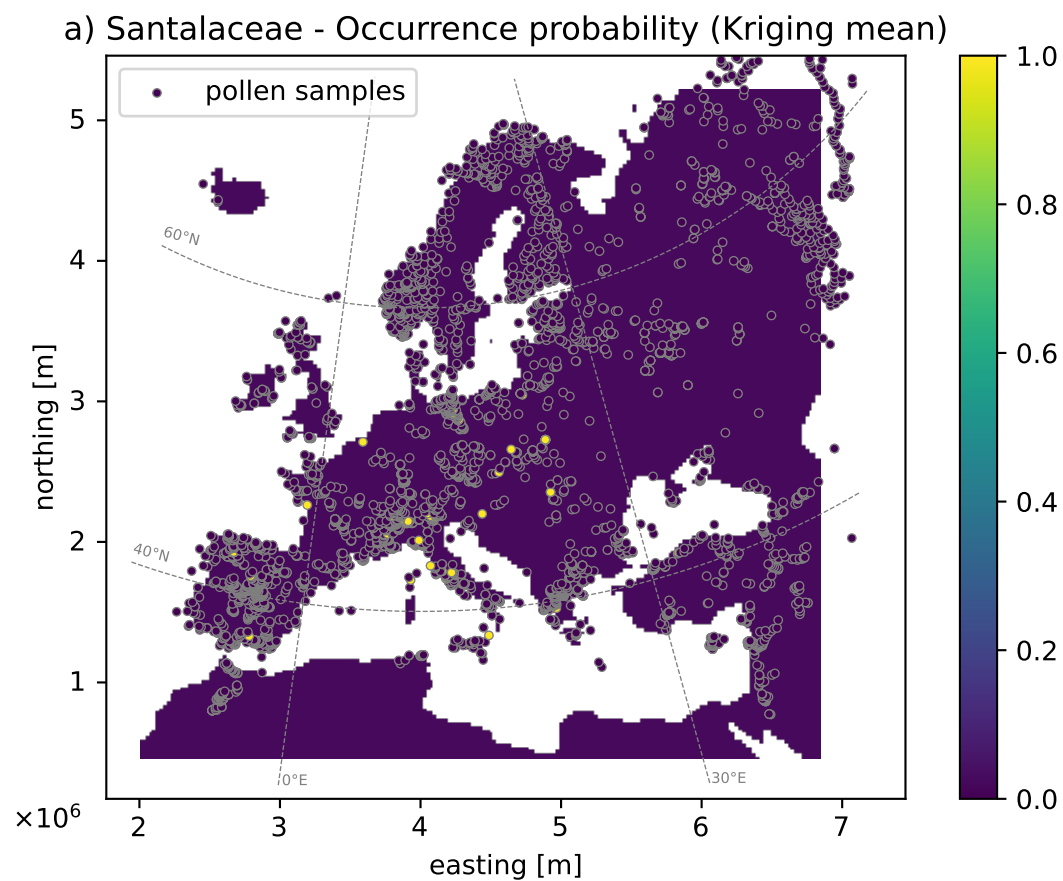 a) Santalaceae - Occurrence probability (Kriging mean)
pollen samples
60°N
40°N
0°E
30°E
northing [m]
5
4
3
2
1
×10⁶
2 3 4 5 6 7
easting [m]
1.0
0.8
0.6
0.4
0.2
0.0